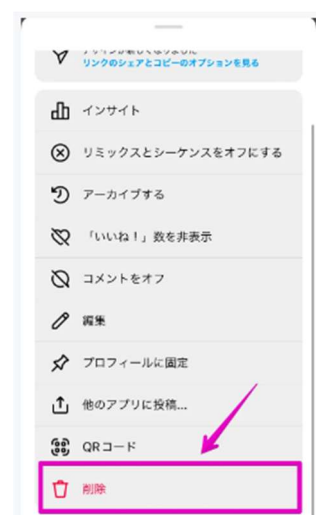 リンクのシェアとコピーのオプションを見る
インサイト
リミックスとシーケンスをオフにする
アーカイブする
「いいね！」数を非表示
コメントをオフ
編集
プロフィールに固定
他のアプリに投稿...
QRコード
削除